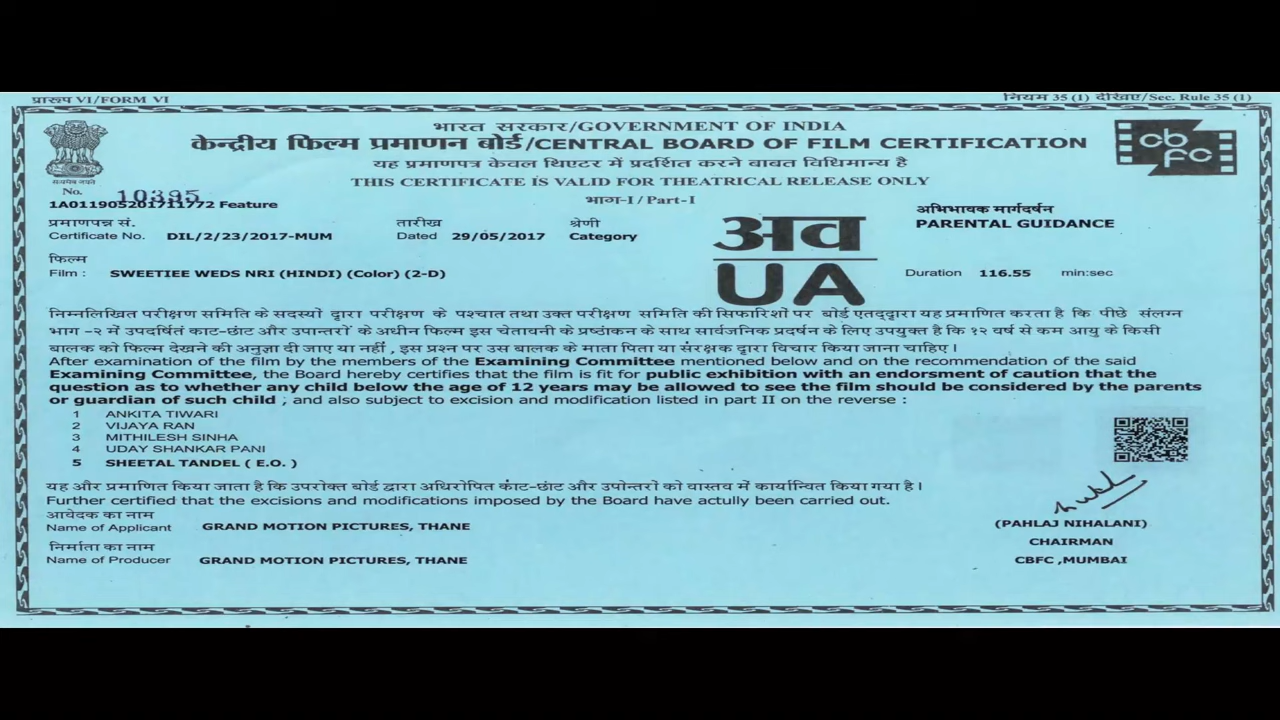 प्रारूप VI/FORM VI
नियम 35 (1) देखिए/Sec. Rule 35 (1)
भारत सरकार/GOVERNMENT OF INDIA
केन्द्रीय फिल्म प्रमाणन बोर्ड/CENTRAL BOARD OF FILM CERTIFICATION
cbfc
यह प्रमाणपत्र केवल थिएटर में प्रदर्शित करने बावत विधिमान्य है
सत्यमेव जयते
THIS CERTIFICATE IS VALID FOR THEATRICAL RELEASE ONLY
No. 10395
भाग-I/Part-I
1A011905201711772 Feature
प्रमाणपत्र सं. तारीख श्रेणी
Certificate No. DIL/2/23/2017-MUM Dated 29/05/2017 Category
अव
UA
अभिभावक मार्गदर्षन
PARENTAL GUIDANCE
फिल्म
Film : SWEETIEE WEDS NRI (HINDI) (Color) (2-D)
Duration 116.55 min:sec
निम्नलिखित परीक्षण समिति के सदस्यों द्वारा परीक्षण के पश्चात तथा उक्त परीक्षण समिति की सिफारिशों पर बोर्ड एतद्द्वारा यह प्रमाणित करता है कि पीछे संलग्न
भाग -२ में उपदर्षित काट-छांट और उपान्तरों के अधीन फिल्म इस चेतावनी के प्रष्ठांकन के साथ सार्वजनिक प्रदर्षन के लिए उपयुक्त है कि १२ वर्ष से कम आयु के किसी
बालक को फिल्म देखने की अनुज्ञा दी जाए या नहीं, इस प्रश्न पर उस बालक के माता पिता या संरक्षक द्वारा विचार किया जाना चाहिए।
After examination of the film by the members of the Examining Committee mentioned below and on the recommendation of the said
Examining Committee, the Board hereby certifies that the film is fit for public exhibition with an endorsment of caution that the
question as to whether any child below the age of 12 years may be allowed to see the film should be considered by the parents
or guardian of such child ; and also subject to excision and modification listed in part II on the reverse :
1 ANKITA TIWARI
2 VIJAYA RAN
3 MITHILESH SINHA
4 UDAY SHANKAR PANI
5 SHEETAL TANDEL ( E.O. )
यह और प्रमाणित किया जाता है कि उपरोक्त बोर्ड द्वारा अधिरोपित काट-छांट और उपोन्तरों को वास्तव में कार्यान्वित किया गया है।
Further certified that the excisions and modifications imposed by the Board have actully been carried out.
आवेदक का नाम
Name of Applicant GRAND MOTION PICTURES, THANE
(PAHLAJ NIHALANI)
CHAIRMAN
CBFC ,MUMBAI
निर्माता का नाम
Name of Producer GRAND MOTION PICTURES, THANE